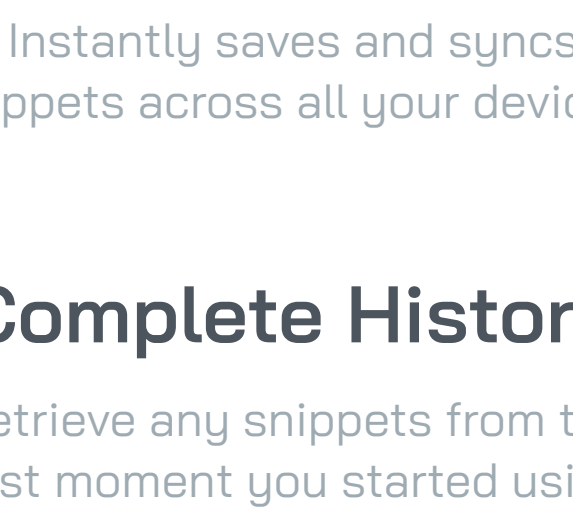 Instantly saves and syncs
ppets across all your devic
Complete Histor
etrieve any snippets from t
st moment you started usi